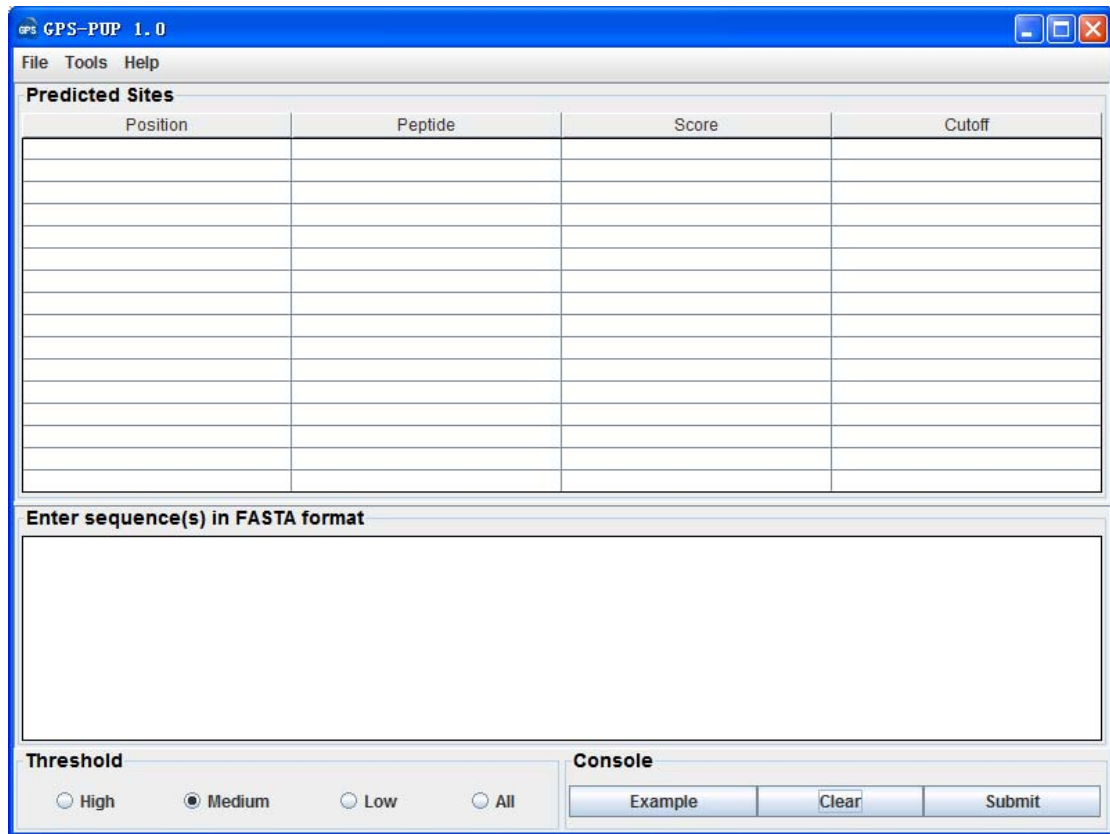 GPS GPS-PUP 1.0
File Tools Help
Predicted Sites
Position Peptide Score Cutoff
Enter sequence(s) in FASTA format
Threshold Console
High Medium Low All Example Clear Submit